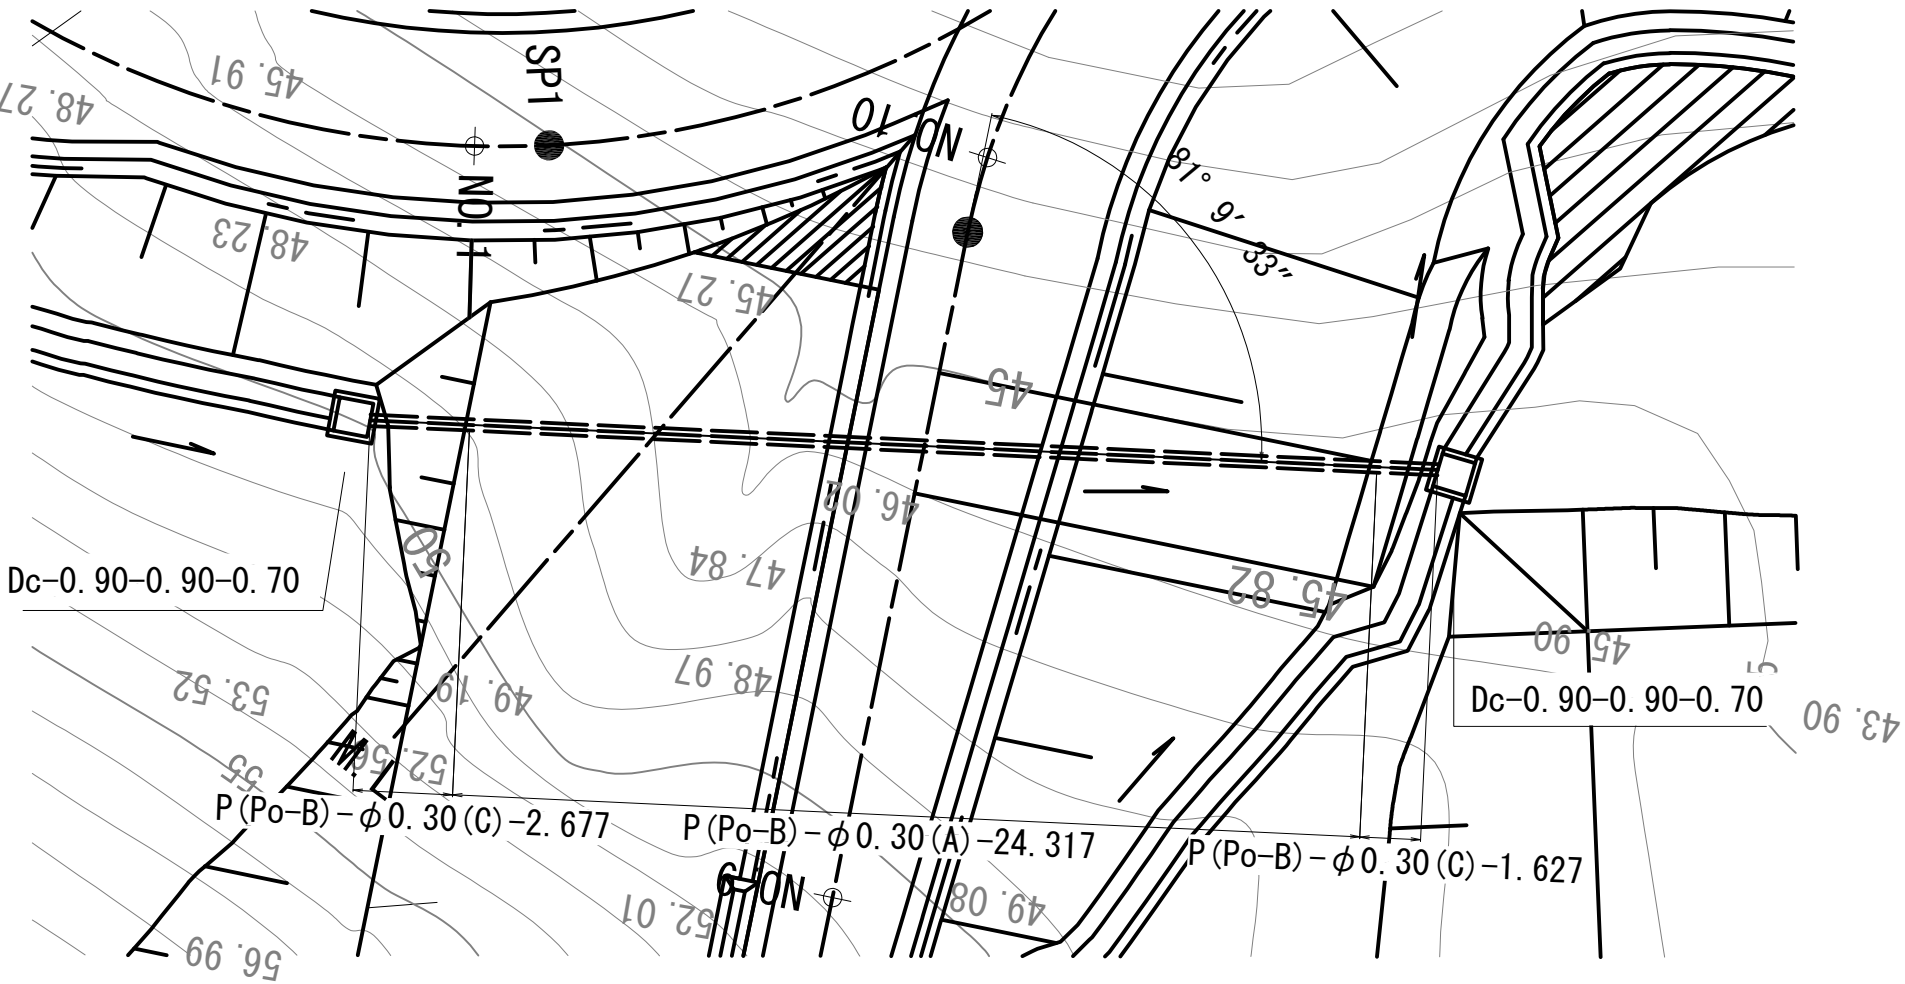 SP1
45.91
48.27
NO.10
NO.1
81° 9′ 33″
48.23
45.27
45
46.02
50
47.84
Dc-0.90-0.90-0.70
45.82
45.90
48.97
53.52
49.19
Dc-0.90-0.90-0.70
43.90
52.56
55
P(Po-B)-φ0.30(C)-2.677
P(Po-B)-φ0.30(A)-24.317
P(Po-B)-φ0.30(C)-1.627
NO.9
52.01
49.08
56.99